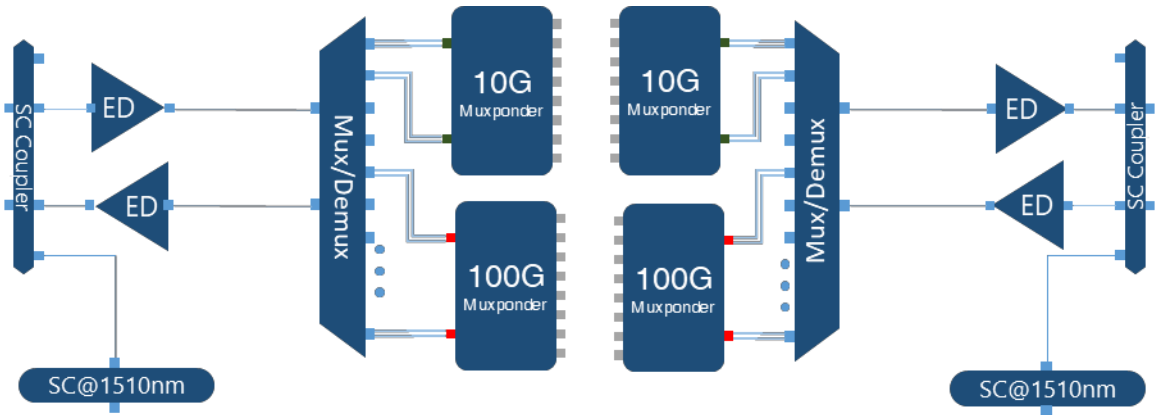 SC Coupler
ED
ED
Mux/Demux
10G
Muxponder
100G
Muxponder
SC@1510nm
10G
Muxponder
100G
Muxponder
Mux/Demux
ED
ED
SC Coupler
SC@1510nm